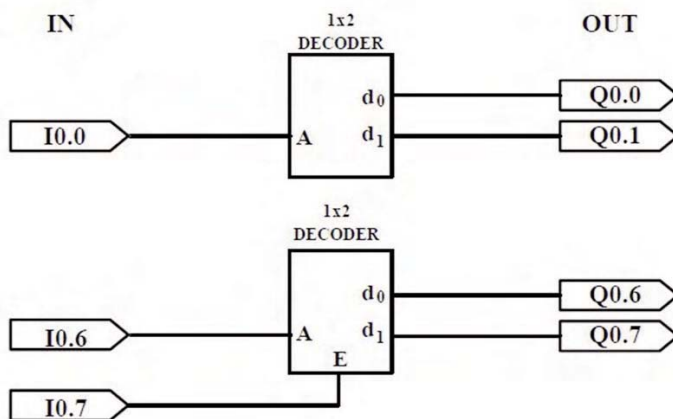 IN
1x2
DECODER
OUT
d0
Q0.0
I0.0
A
d1
Q0.1
1x2
DECODER
d0
Q0.6
I0.6
A
d1
Q0.7
E
I0.7